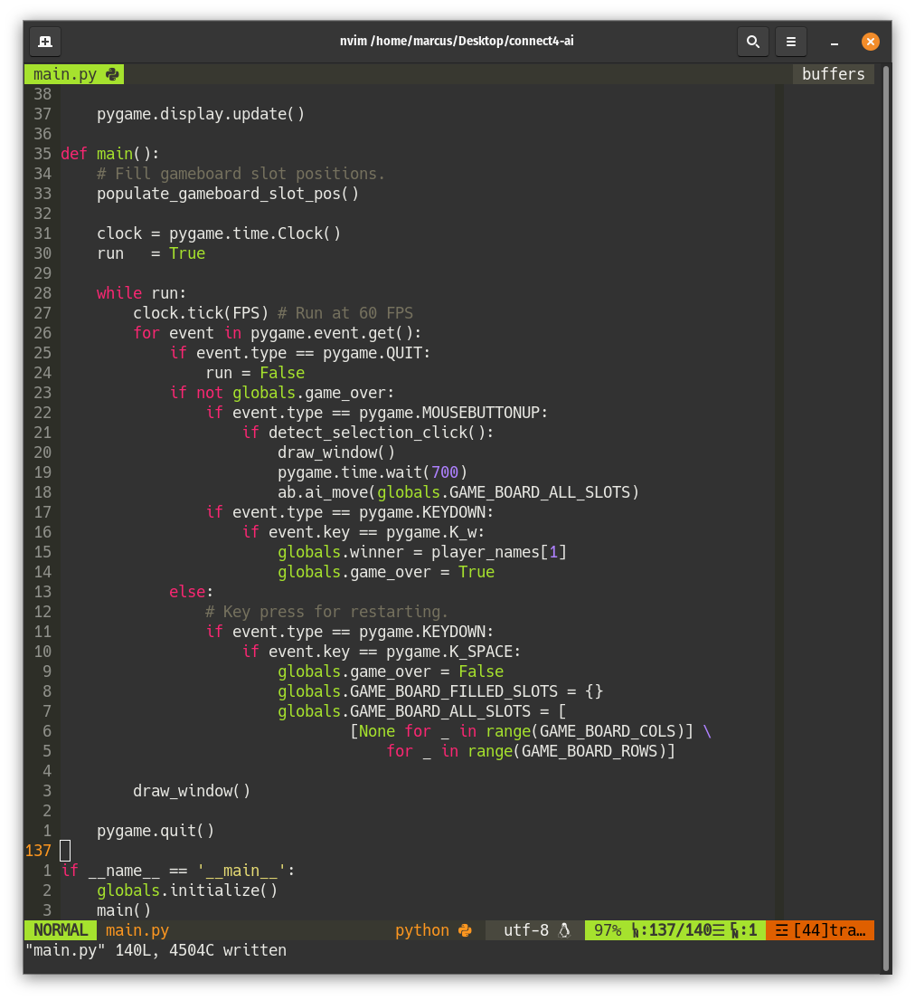 nvim /home/marcus/Desktop/connect4-ai
main.py buffers
38
37     pygame.display.update()
36
35 def main():
34     # Fill gameboard slot positions.
33     populate_gameboard_slot_pos()
32
31     clock = pygame.time.Clock()
30     run   = True
29
28     while run:
27         clock.tick(FPS) # Run at 60 FPS
26         for event in pygame.event.get():
25             if event.type == pygame.QUIT:
24                 run = False
23             if not globals.game_over:
22                 if event.type == pygame.MOUSEBUTTONUP:
21                     if detect_selection_click():
20                         draw_window()
19                         pygame.time.wait(700)
18                         ab.ai_move(globals.GAME_BOARD_ALL_SLOTS)
17                 if event.type == pygame.KEYDOWN:
16                     if event.key == pygame.K_w:
15                         globals.winner = player_names[1]
14                         globals.game_over = True
13             else:
12                 # Key press for restarting.
11                 if event.type == pygame.KEYDOWN:
10                     if event.key == pygame.K_SPACE:
9                         globals.game_over = False
8                         globals.GAME_BOARD_FILLED_SLOTS = {}
7                         globals.GAME_BOARD_ALL_SLOTS = [
6                                 [None for _ in range(GAME_BOARD_COLS)] \
5                                     for _ in range(GAME_BOARD_ROWS)]
4
3         draw_window()
2
1     pygame.quit()
137
1 if __name__ == '__main__':
2     globals.initialize()
3     main()
NORMAL main.py python utf-8 97% ㏑:137/140☰ ℅:1 ☲ [44]tra…
"main.py" 140L, 4504C written